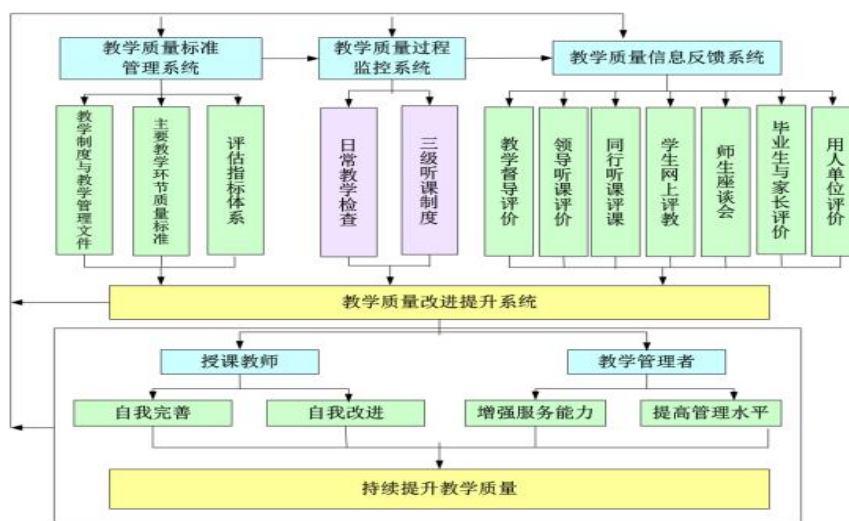 教学质量标准
管理系统
教学质量过程
监控系统
教学质量信息反馈系统
教学制度与教学管理文件
主要教学环节质量标准
评估指标体系
日常教学检查
三级听课制度
教学督导评价
领导听课评价
同行听课评课
学生网上评教
师生座谈会
毕业生与家长评价
用人单位评价
教学质量改进提升系统
授课教师
教学管理者
自我完善
自我改进
增强服务能力
提高管理水平
持续提升教学质量